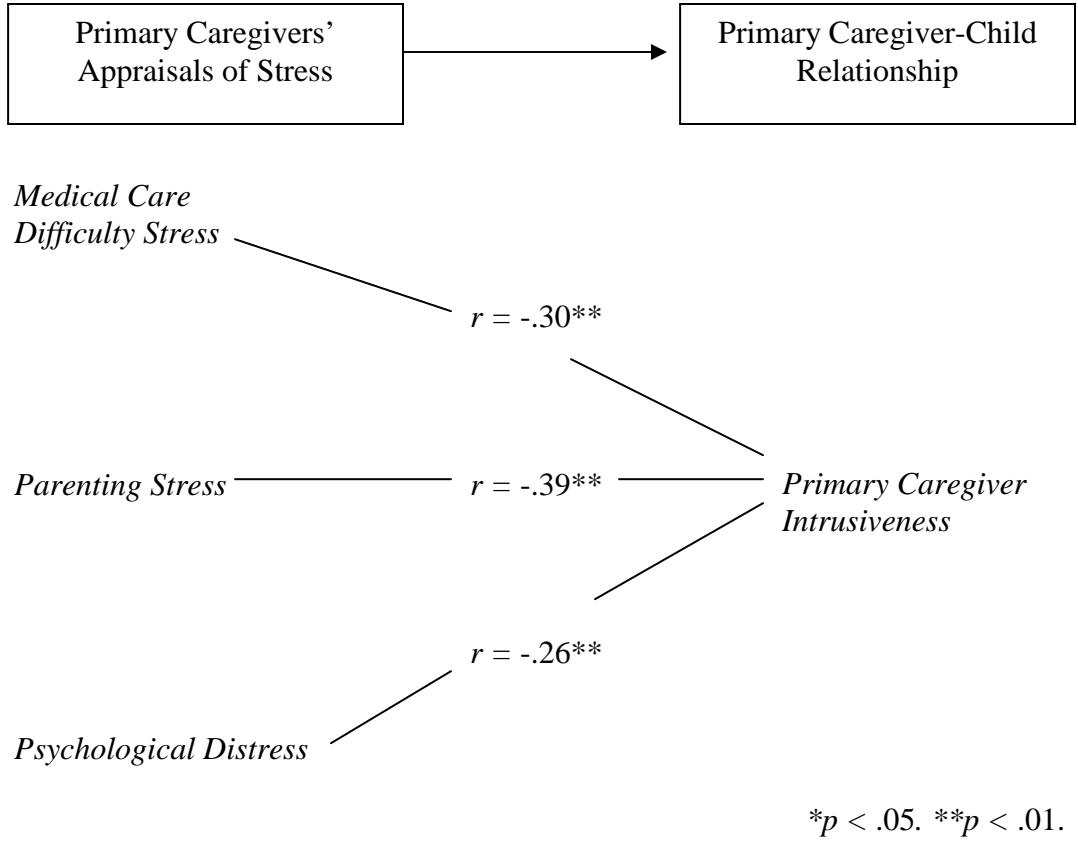 Primary Caregivers’
Appraisals of Stress
Primary Caregiver-Child
Relationship
Medical Care
Difficulty Stress
r = -.30**
Parenting Stress
r = -.39**
Primary Caregiver
Intrusiveness
r = -.26**
Psychological Distress
*p < .05. **p < .01.